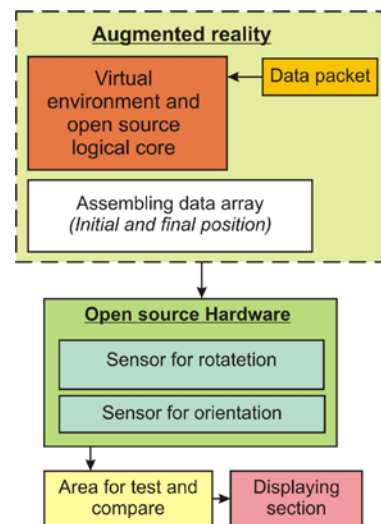 Augmented reality
Virtual
environment and
open source
logical core
Data packet
Assembling data array
(Initial and final position)
Open source Hardware
Sensor for rotatetion
Sensor for orientation
Area for test and
compare
Displaying
section